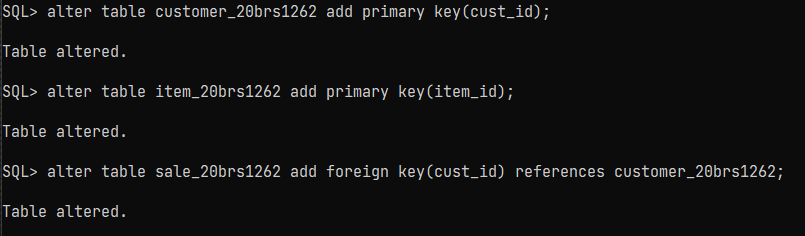 SQL> alter table customer_20brs1262 add primary key(cust_id);
Table altered.
SQL> alter table item_20brs1262 add primary key(item_id);
Table altered.
SQL> alter table sale_20brs1262 add foreign key(cust_id) references customer_20brs1262;
Table altered.